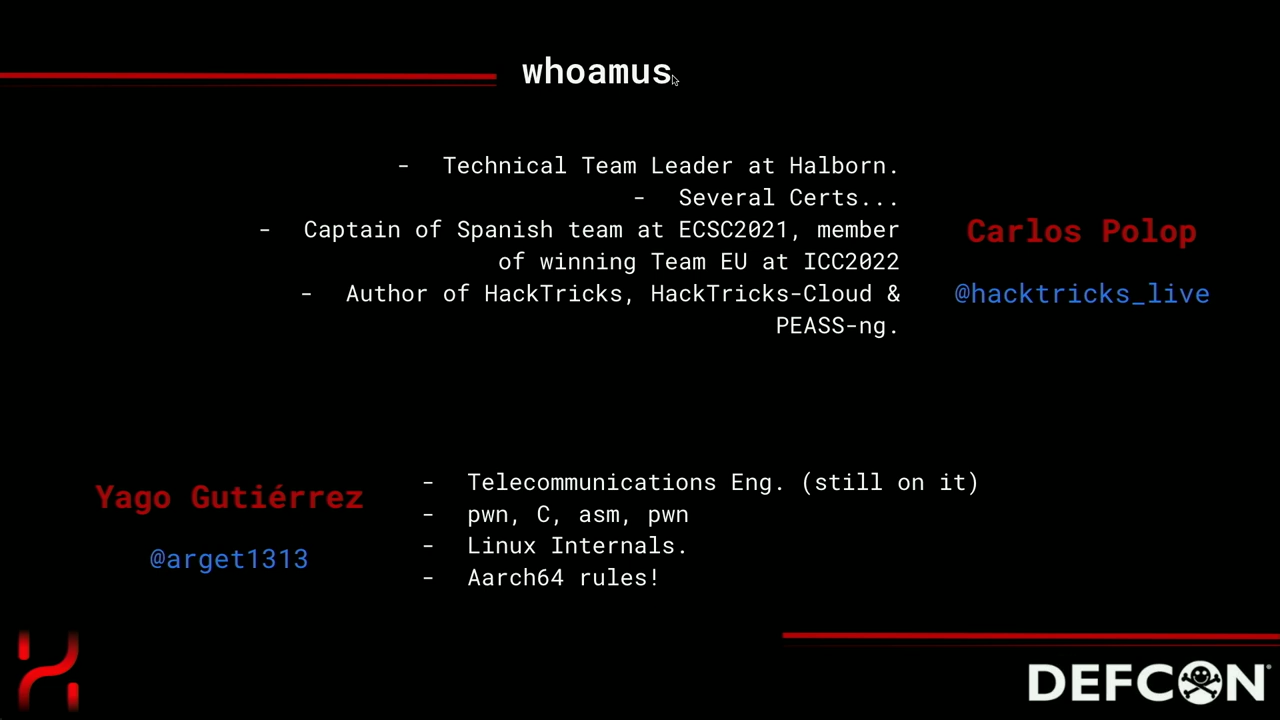 whoamus
- Technical Team Leader at Halborn.
- Several Certs...
- Captain of Spanish team at ECSC2021, member
of winning Team EU at ICC2022
- Author of HackTricks, HackTricks-Cloud &
PEASS-ng.
Carlos Polop
@hacktricks_live
Yago Gutiérrez
@arget1313
- Telecommunications Eng. (still on it)
- pwn, C, asm, pwn
- Linux Internals.
- Aarch64 rules!
DEFCON